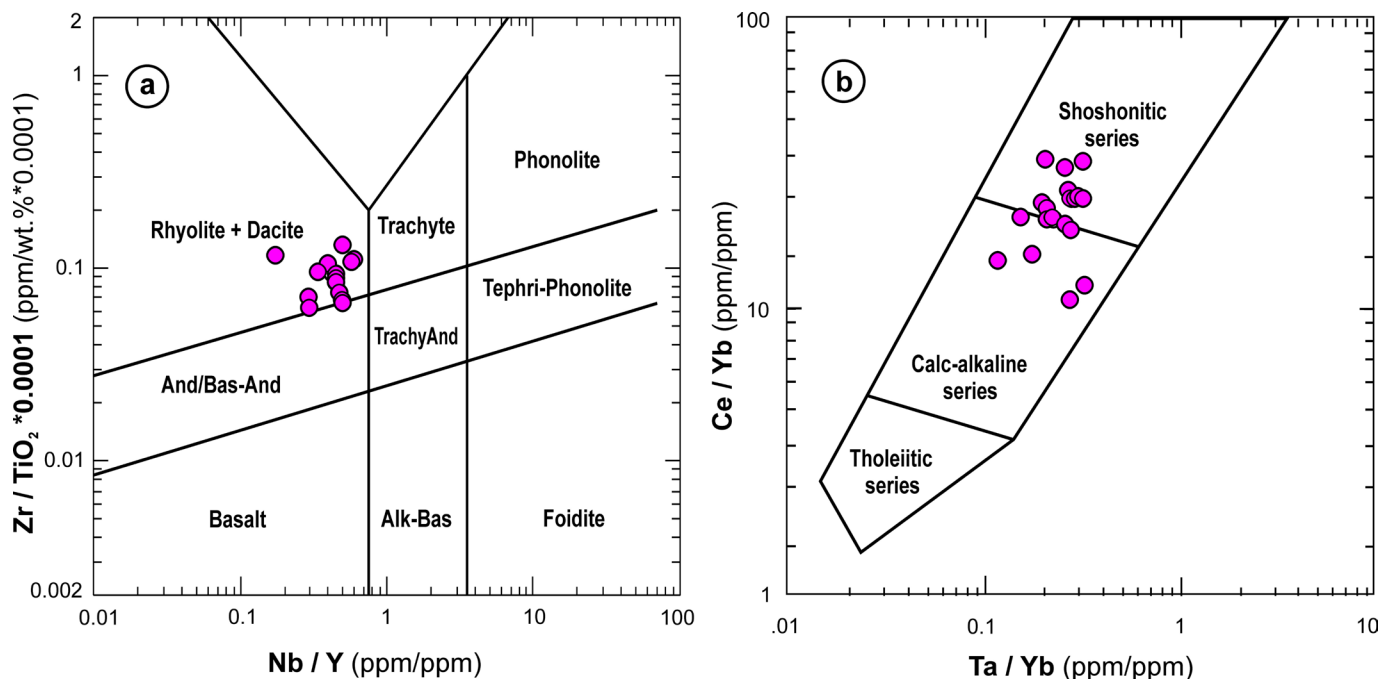 2
a
1
0.1
0.01
0.002
Zr / TiO₂ *0.0001 (ppm/wt.%*0.0001)
Phonolite
Rhyolite + Dacite
Trachyte
Tephri-Phonolite
TrachyAnd
And/Bas-And
Basalt
Alk-Bas
Foidite
0.01
0.1
1
10
100
Nb / Y (ppm/ppm)
100
b
10
1
Ce / Yb (ppm/ppm)
Shoshonitic
series
Calc-alkaline
series
Tholeiitic
series
.01
0.1
1
10
Ta / Yb (ppm/ppm)